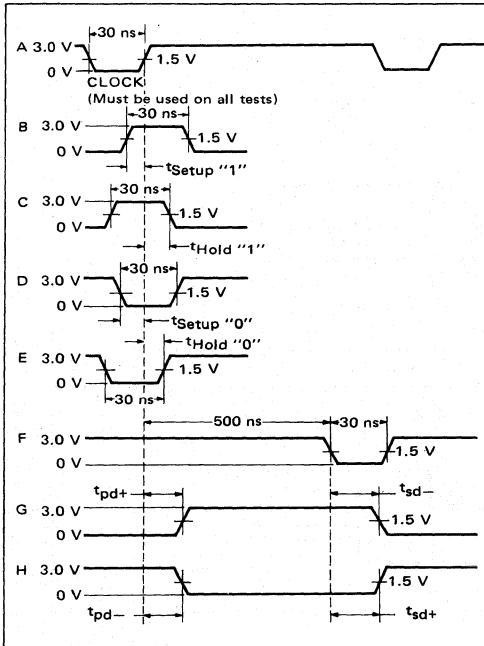 30 ns
A 3.0 V
1.5 V
0 V
CLOCK
(Must be used on all tests)
30 ns
B 3.0 V
1.5 V
0 V
tSetup "1"
30 ns
C 3.0 V
1.5 V
0 V
tHold "1"
30 ns
D 3.0 V
1.5 V
0 V
tSetup "0"
tHold "0"
E 3.0 V
1.5 V
0 V
30 ns
500 ns
30 ns
F 3.0 V
1.5 V
0 V
tpd+
tsd−
G 3.0 V
1.5 V
0 V
H 3.0 V
1.5 V
0 V
tpd−
tsd+